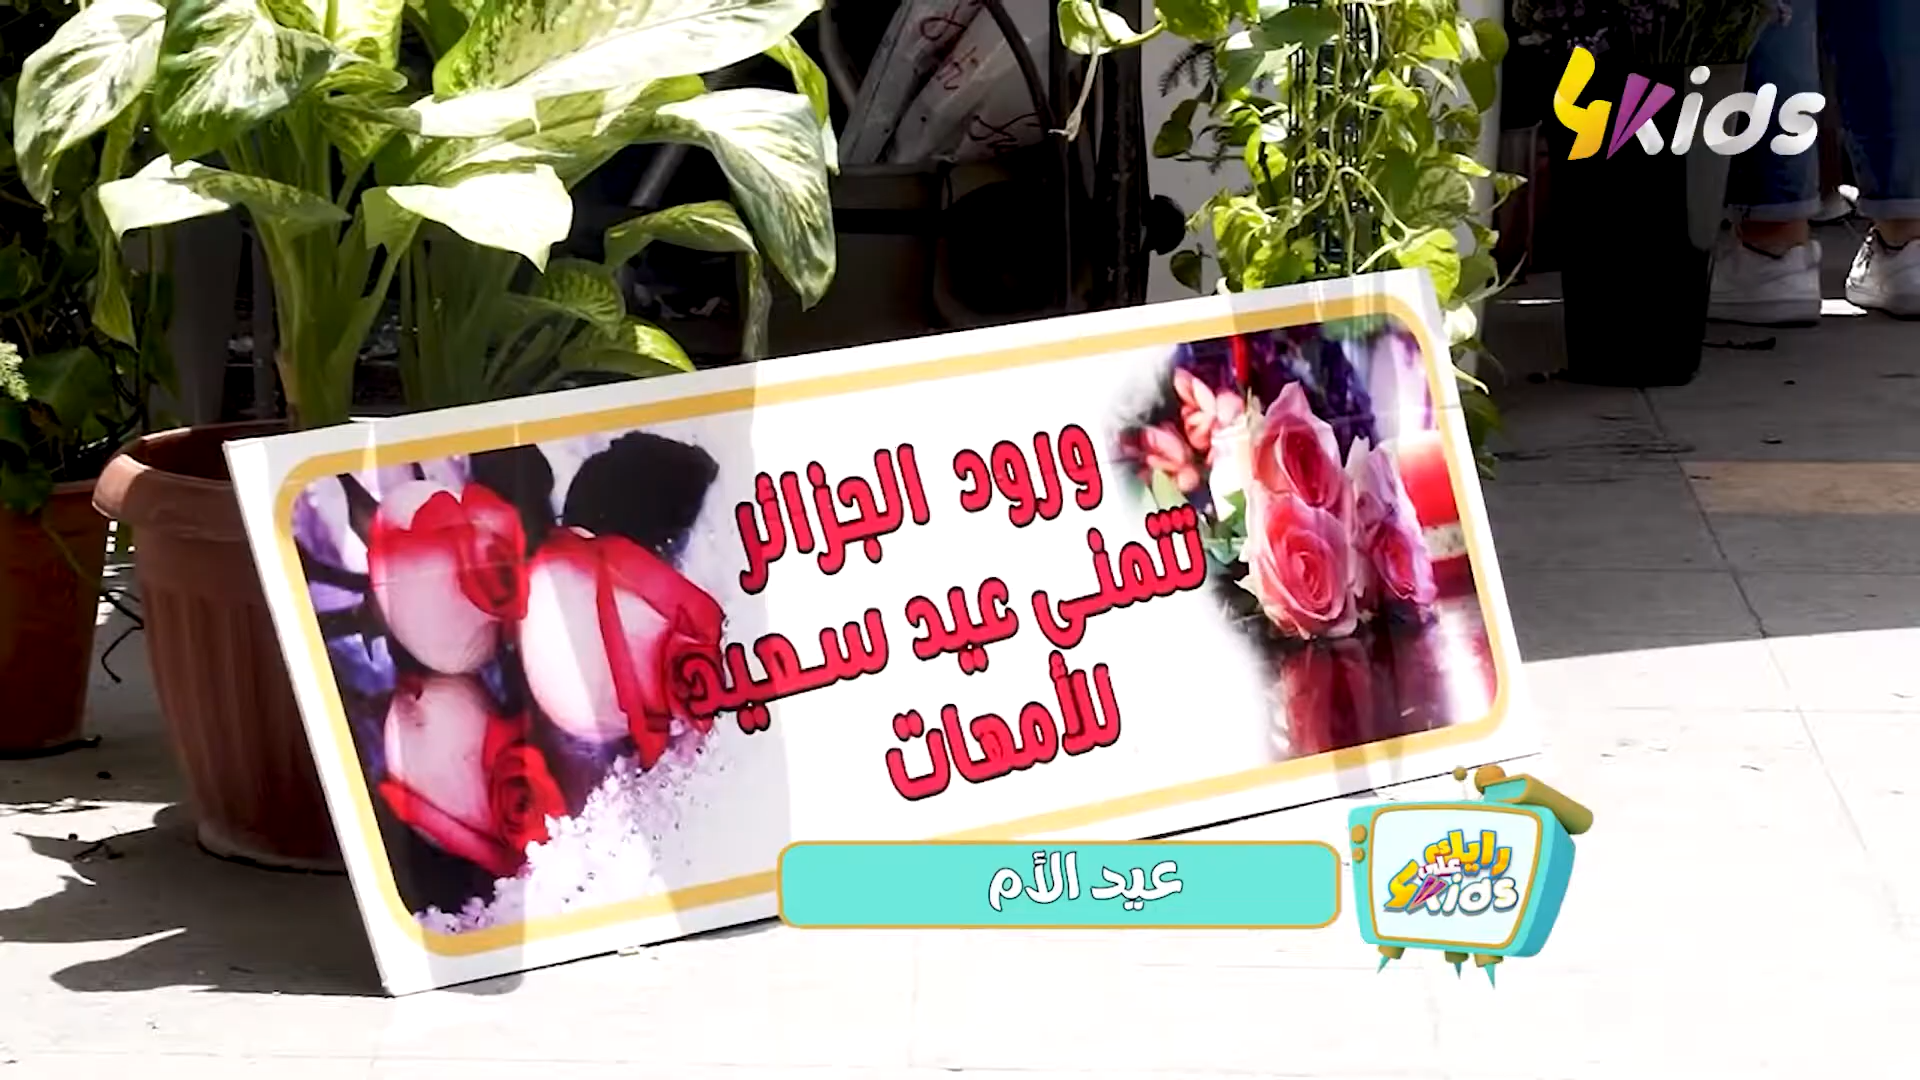 4Kids
ورود الجزائر
تتمنى عيد سعيد
للأمهات
عيد الأم
رايك
على
4Kids